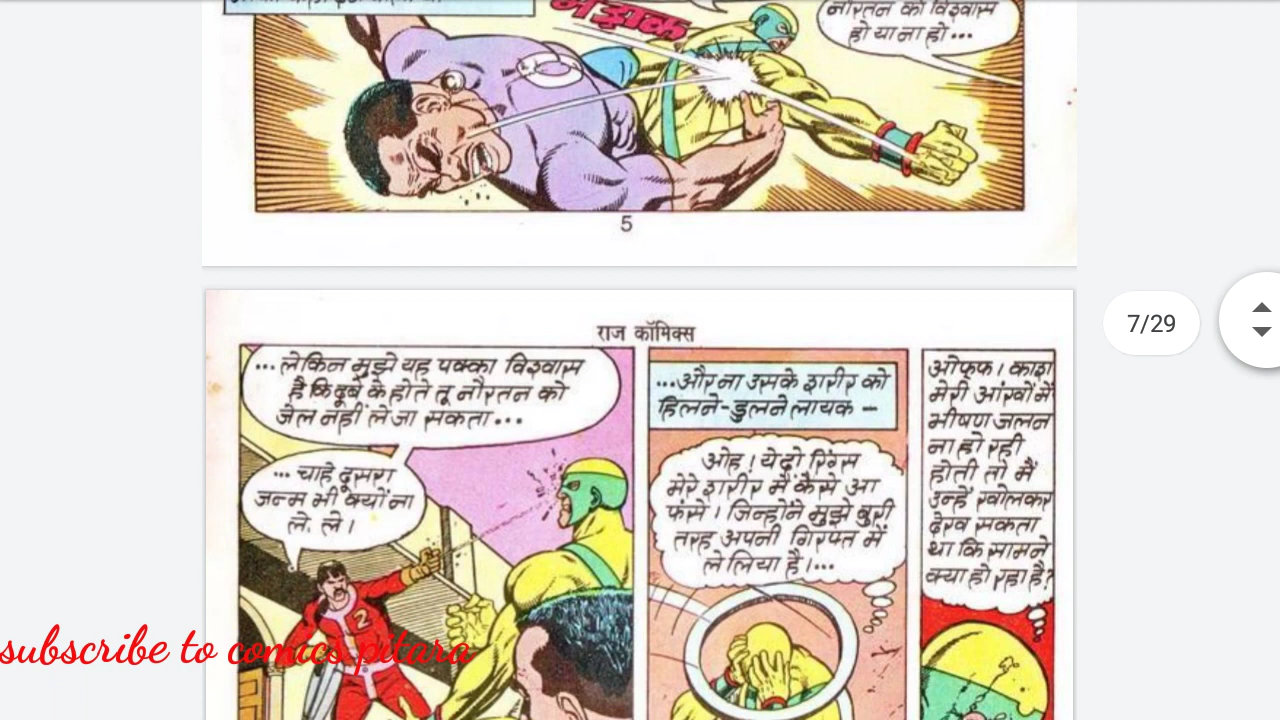 नौरतन को विश्वास
हो या ना हो...
5
7/29
राज कॉमिक्स
...लेकिन मुझे यह पक्का विश्वास
है कि दूबे के होते तू नौरतन को
जेल नहीं ले जा सकता...
... चाहे दूसरा
जन्म भी क्यों ना
ले, ले।
2
...और ना उसके शरीर को
हिलने-डुलने लायक —
ओह! ये दो रिंग्स
मेरे शरीर में कैसे आ
फंसे। जिन्होंने मुझे बुरी
तरह अपनी गिरफ्त में
ले लिया है।...
ओफ्फ। काश
मेरी आंखों में
भीषण जलन
ना हो रही
होती तो मैं
उन्हें खोलकर
देख सकता
था कि सामने
क्या हो रहा है?
subscribe to comics pitara